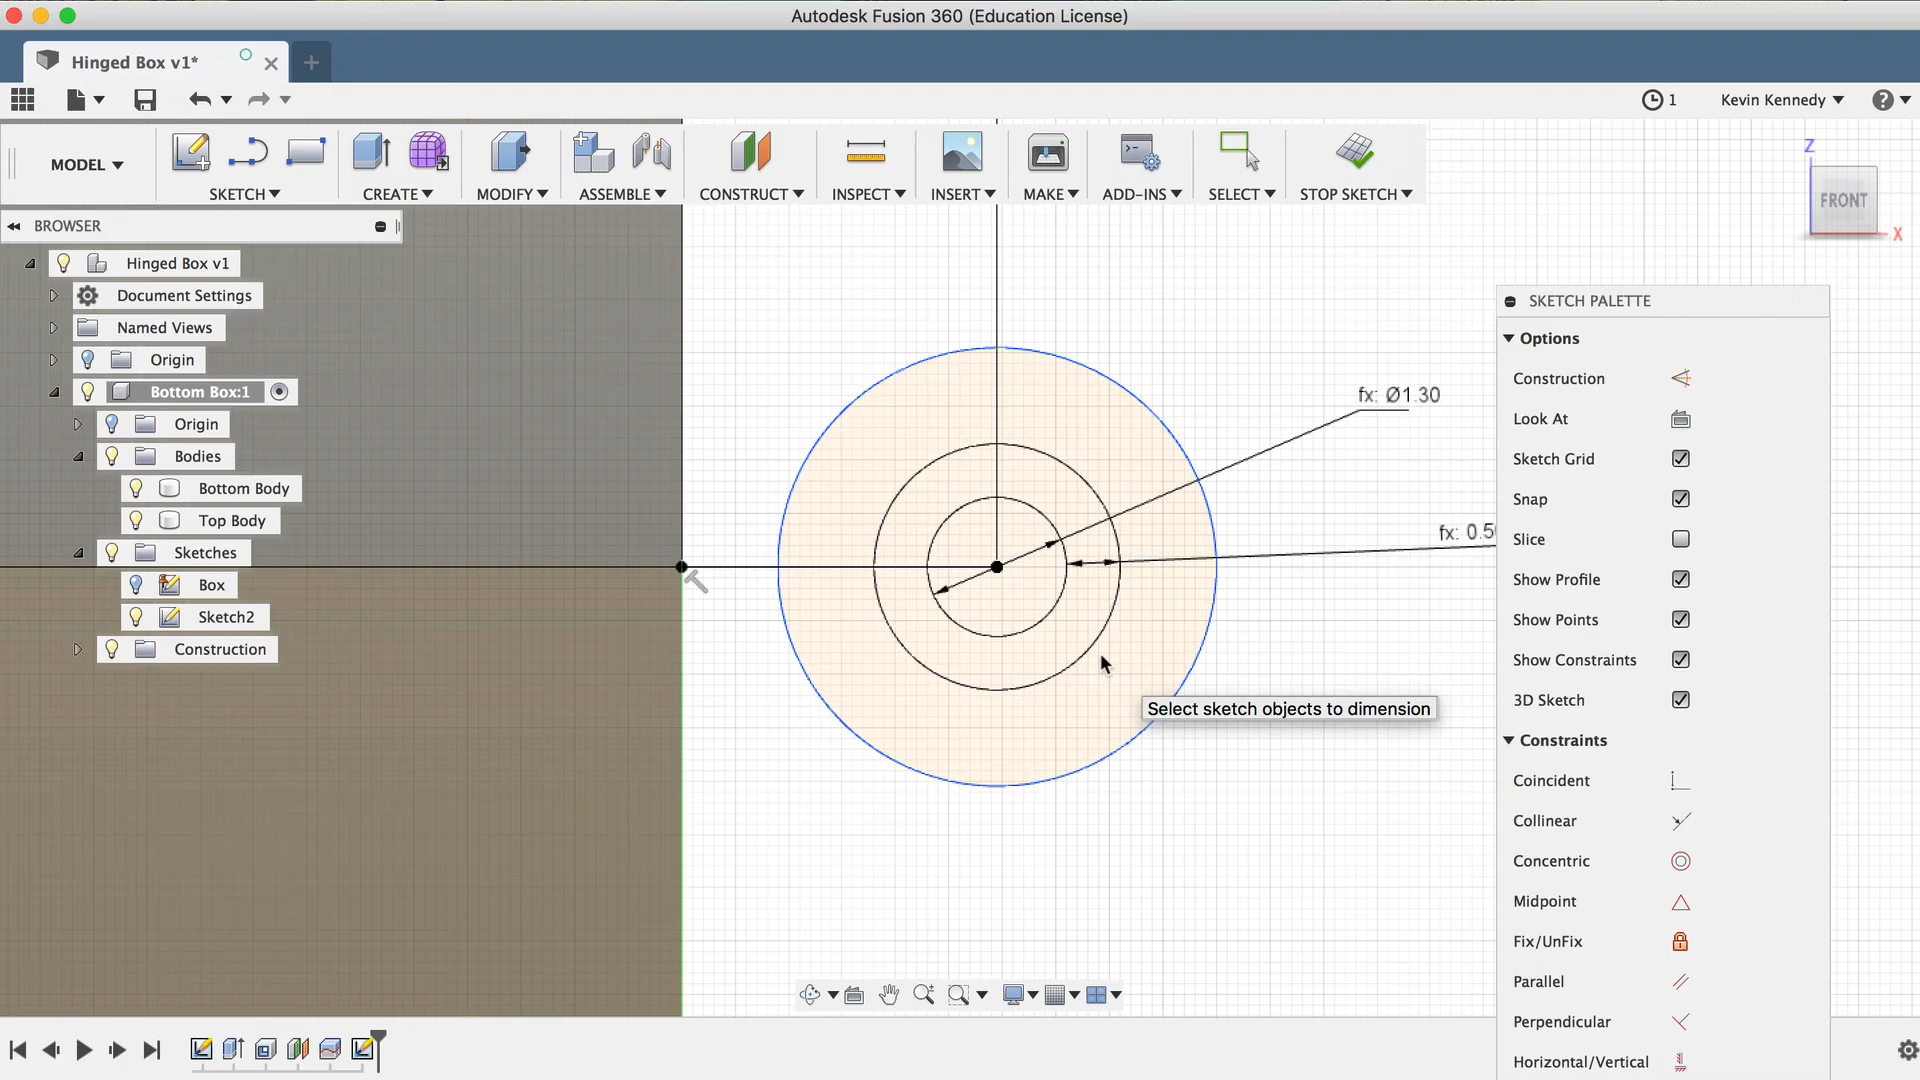 Autodesk Fusion 360 (Education License)
Hinged Box v1*
1
Kevin Kennedy
MODEL
SKETCH
CREATE
MODIFY
ASSEMBLE
CONSTRUCT
INSPECT
INSERT
MAKE
ADD-INS
SELECT
STOP SKETCH
Z
FRONT
X
BROWSER
Hinged Box v1
Document Settings
Named Views
Origin
Bottom Box:1
Origin
Bodies
Bottom Body
Top Body
Sketches
Box
Sketch2
Construction
fx: Ø1.30
fx: 0.50
Select sketch objects to dimension
SKETCH PALETTE
Options
Construction
Look At
Sketch Grid
Snap
Slice
Show Profile
Show Points
Show Constraints
3D Sketch
Constraints
Coincident
Collinear
Concentric
Midpoint
Fix/UnFix
Parallel
Perpendicular
Horizontal/Vertical